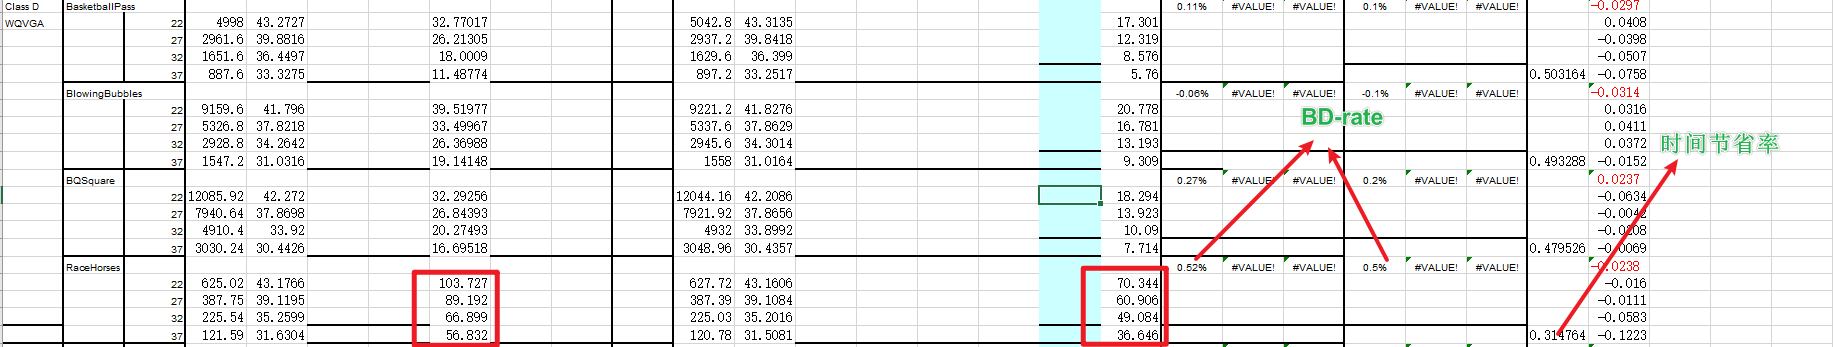 Class D BasketballPass 0.11% #VALUE! #VALUE! 0.1% #VALUE! #VALUE! -0.0297
WQVGA 22 4998 43.2727 32.77017 5042.8 43.3135 17.301 0.0408
27 2961.6 39.8816 26.21305 2937.2 39.8418 12.319 -0.0398
32 1651.6 36.4497 18.0009 1629.6 36.399 8.576 -0.0507
37 887.6 33.3275 11.48774 897.2 33.2517 5.76 0.503164 -0.0758
BlowingBubbles -0.06% #VALUE! #VALUE! -0.1% #VALUE! #VALUE! -0.0314
22 9159.6 41.796 39.51977 9221.2 41.8276 20.778 0.0316
BD-rate
27 5326.8 37.8218 33.49967 5337.6 37.8629 16.781 0.0411
32 2928.8 34.2642 26.36988 2945.6 34.3014 13.193 0.0372
时间节省率
37 1547.2 31.0316 19.14148 1558 31.0164 9.309 0.493288 -0.0152
BQSquare 0.27% #VALUE! #VALUE! 0.2% #VALUE! #VALUE! 0.0237
22 12085.92 42.272 32.29256 12044.16 42.2086 18.294 -0.0634
27 7940.64 37.8698 26.84393 7921.92 37.8656 13.923 -0.0042
32 4910.4 33.92 20.27493 4932 33.8992 10.09 -0.0208
37 3030.24 30.4426 16.69518 3048.96 30.4357 7.714 0.479526 -0.0069
RaceHorses 0.52% #VALUE! #VALUE! 0.5% #VALUE! #VALUE! -0.0238
22 625.02 43.1766 103.727 627.72 43.1606 70.344 -0.016
27 387.75 39.1195 89.192 387.39 39.1084 60.906 -0.0111
32 225.54 35.2599 66.899 225.03 35.2016 49.084 -0.0583
37 121.59 31.6304 56.832 120.78 31.5081 36.646 0.314764 -0.1223